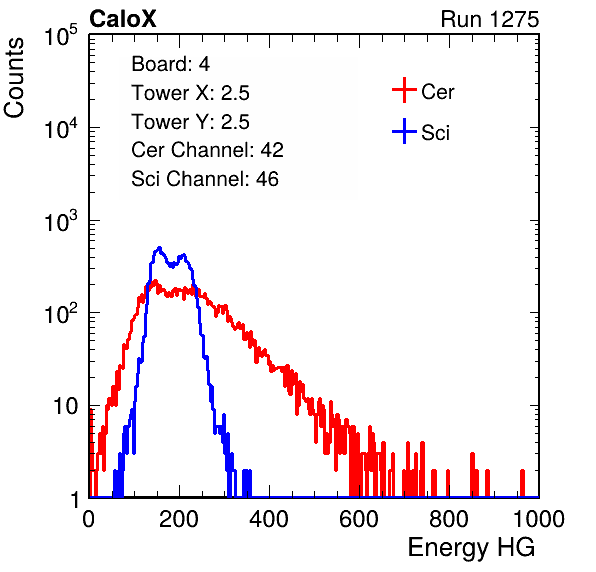 CaloX Run 1275
Counts
10^5
10^4
10^3
10^2
10
1
Board: 4
Tower X: 2.5
Tower Y: 2.5
Cer Channel: 42
Sci Channel: 46
Cer
Sci
0 200 400 600 800 1000
Energy HG